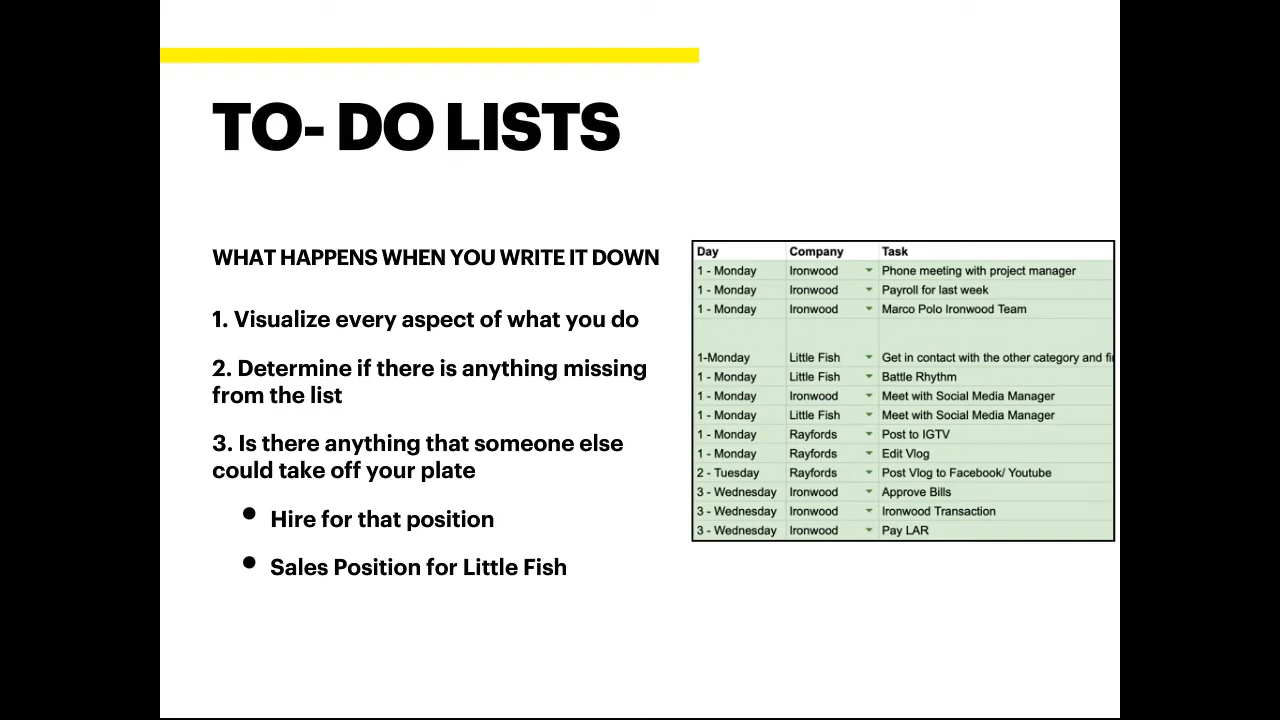 TO- DO LISTS
WHAT HAPPENS WHEN YOU WRITE IT DOWN
1. Visualize every aspect of what you do
2. Determine if there is anything missing
from the list
3. Is there anything that someone else
could take off your plate
• Hire for that position
• Sales Position for Little Fish
Day Company Task
1 - Monday Ironwood Phone meeting with project manager
1 - Monday Ironwood Payroll for last week
1 - Monday Ironwood Marco Polo Ironwood Team
1-Monday Little Fish Get in contact with the other category and
1 - Monday Little Fish Battle Rhythm
1 - Monday Ironwood Meet with Social Media Manager
1 - Monday Little Fish Meet with Social Media Manager
1 - Monday Rayfords Post to IGTV
1 - Monday Rayfords Edit Vlog
2 - Tuesday Rayfords Post Vlog to Facebook/ Youtube
3 - Wednesday Ironwood Approve Bills
3 - Wednesday Ironwood Ironwood Transaction
3 - Wednesday Ironwood Pay LAR